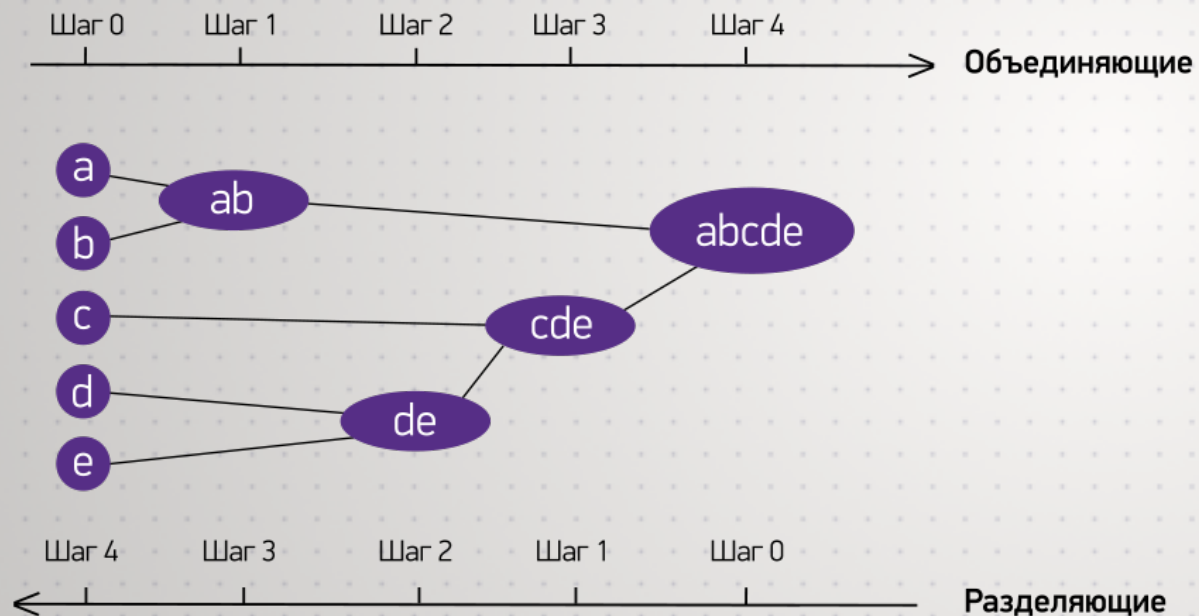 Шаг 0 Шаг 1 Шаг 2 Шаг 3 Шаг 4
Объединяющие
a
ab
b
abcde
c
cde
d
de
e
Шаг 4 Шаг 3 Шаг 2 Шаг 1 Шаг 0
Разделяющие